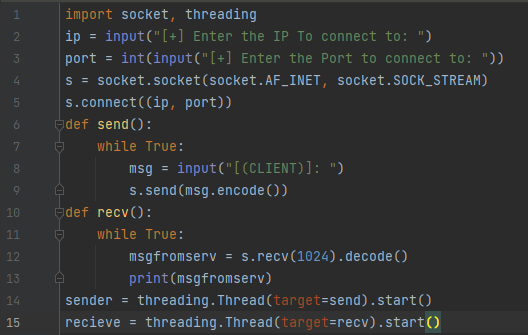 1 import socket, threading
2 ip = input("[+] Enter the IP To connect to: ")
3 port = int(input("[+] Enter the Port to connect to: "))
4 s = socket.socket(socket.AF_INET, socket.SOCK_STREAM)
5 s.connect((ip, port))
6 def send():
7     while True:
8         msg = input("[(CLIENT)]: ")
9         s.send(msg.encode())
10 def recv():
11     while True:
12         msgfromserv = s.recv(1024).decode()
13         print(msgfromserv)
14 sender = threading.Thread(target=send).start()
15 recieve = threading.Thread(target=recv).start()